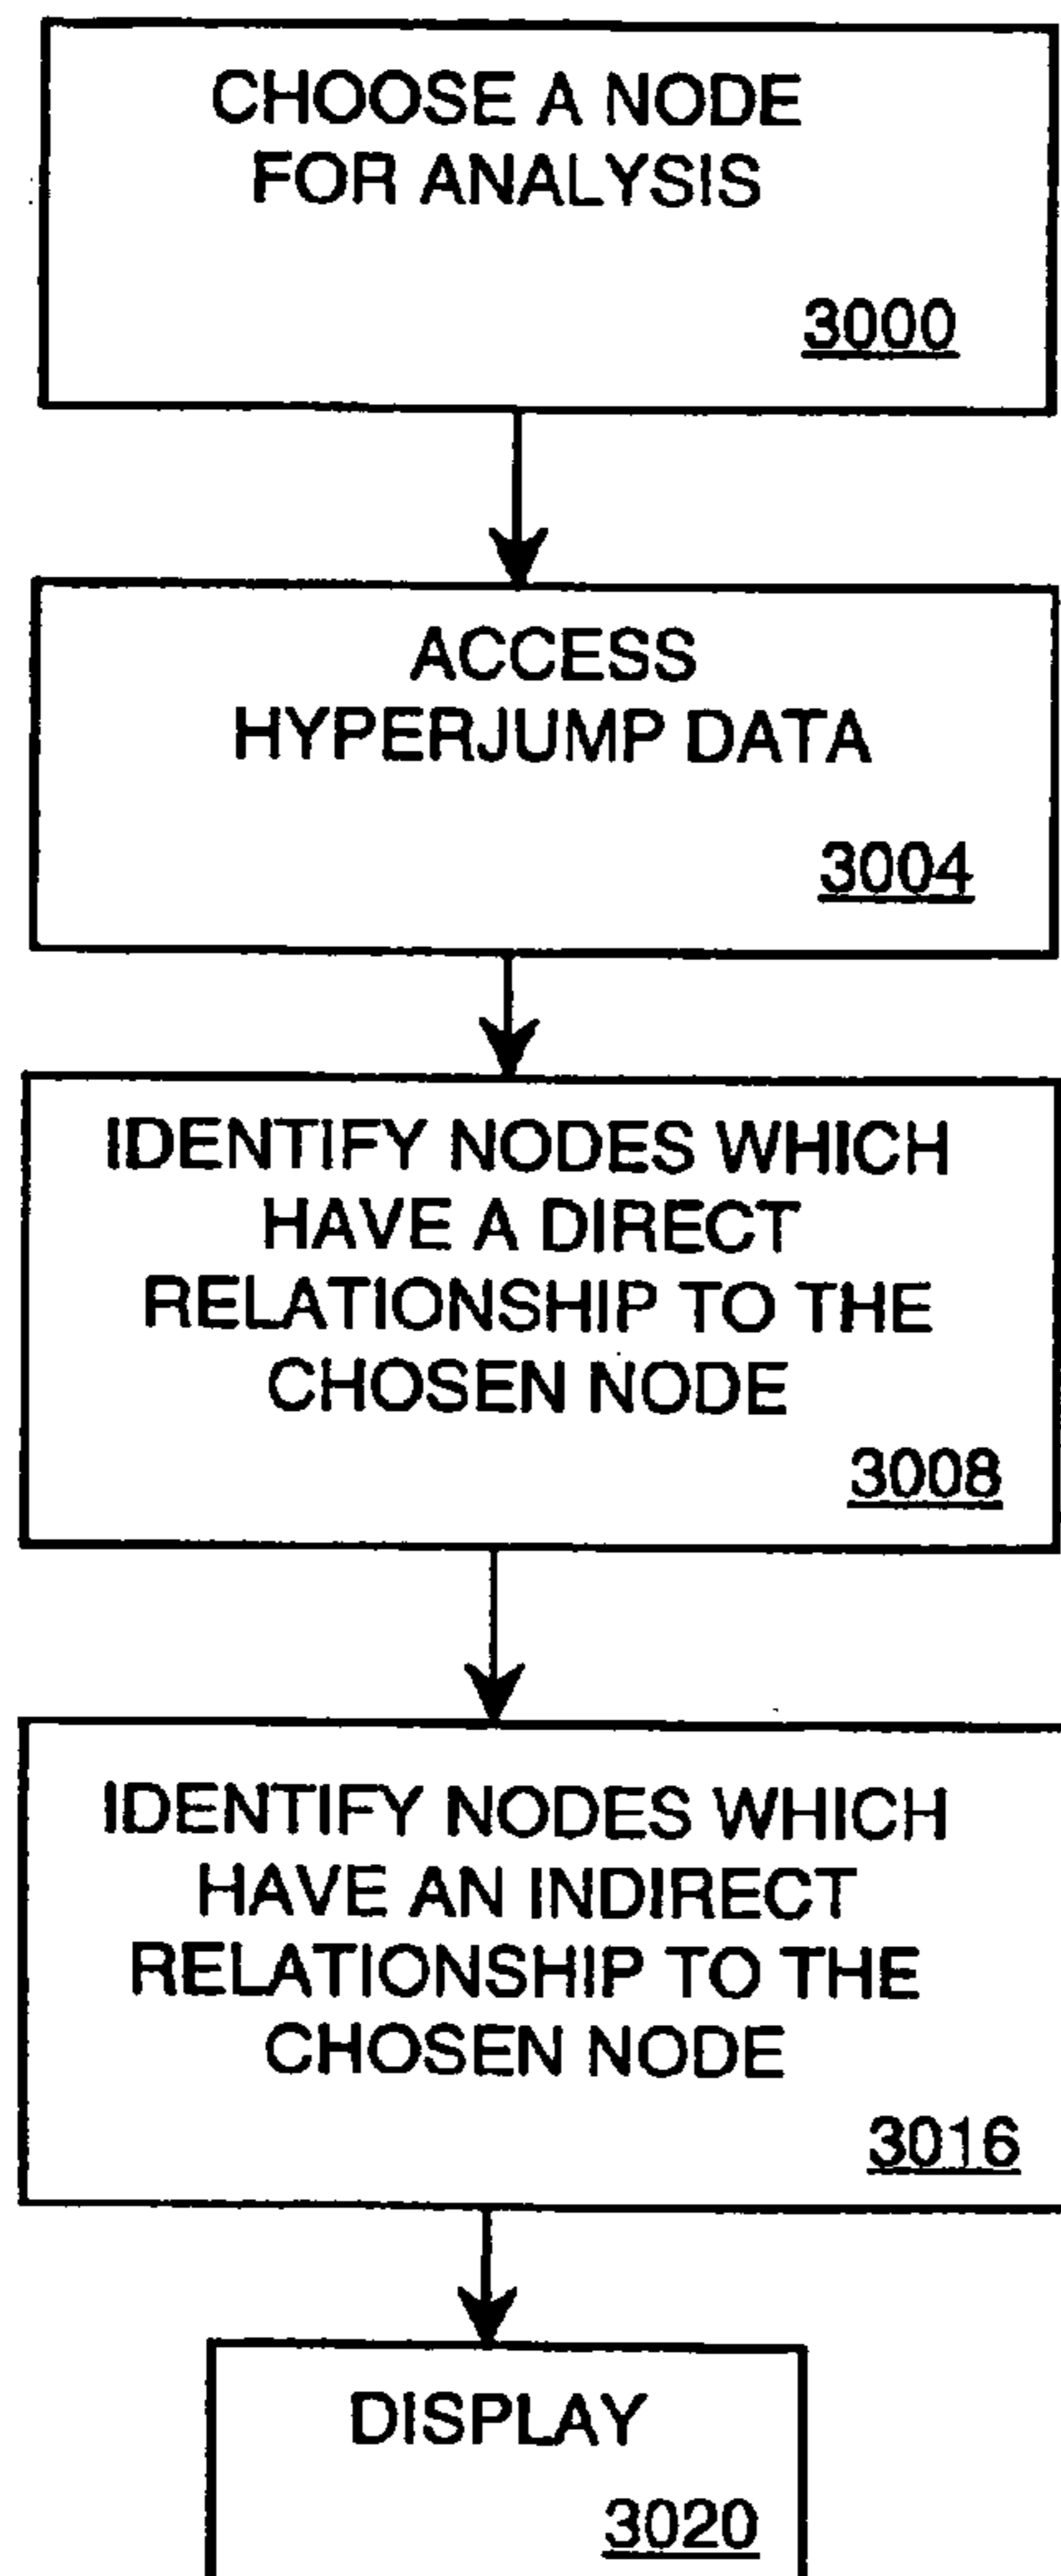 CHOOSE A NODE
FOR ANALYSIS
3000
ACCESS
HYPERJUMP DATA
3004
IDENTIFY NODES WHICH
HAVE A DIRECT
RELATIONSHIP TO THE
CHOSEN NODE
3008
IDENTIFY NODES WHICH
HAVE AN INDIRECT
RELATIONSHIP TO THE
CHOSEN NODE
3016
DISPLAY
3020